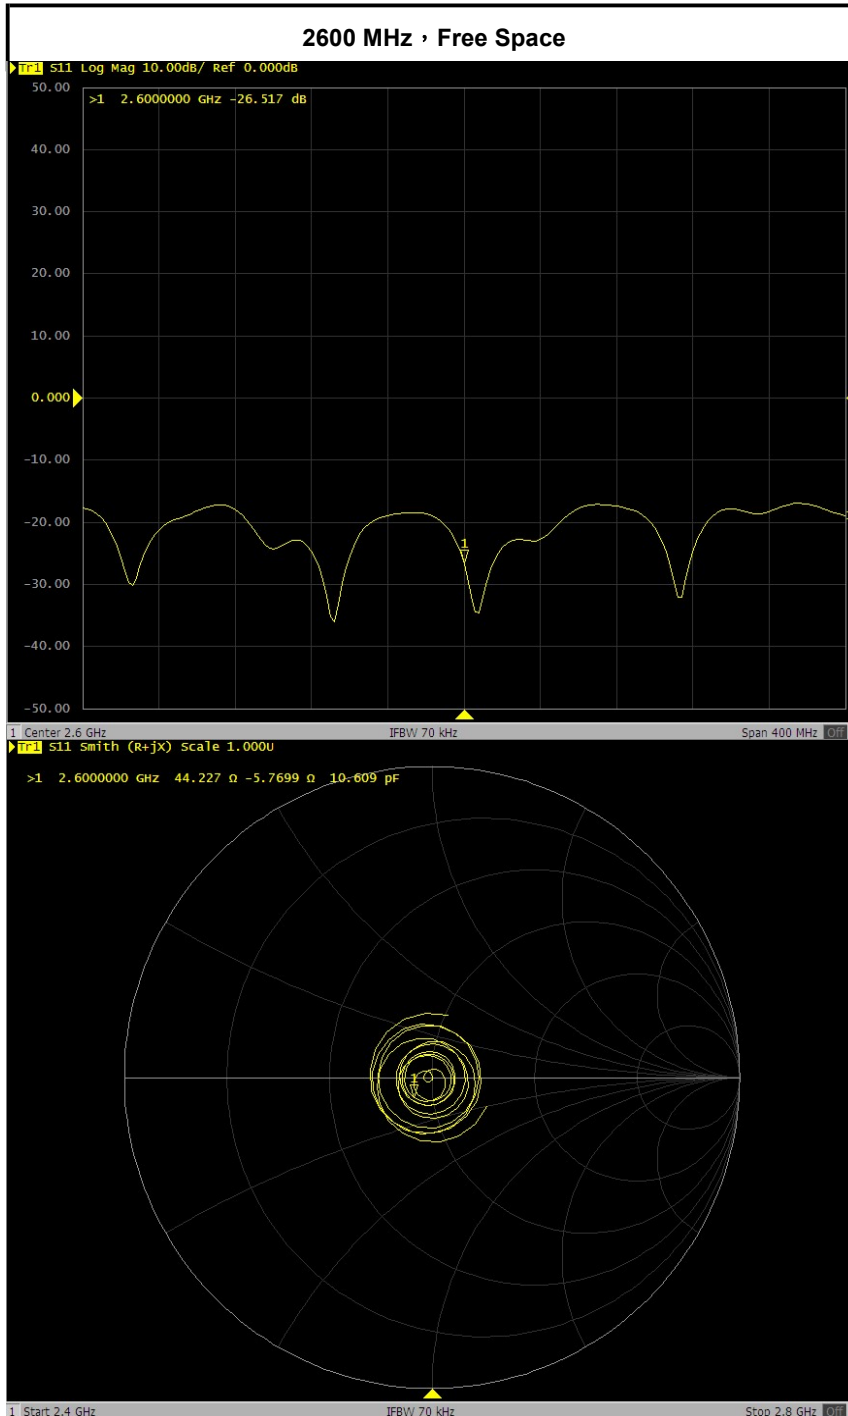 2600 MHz，Free Space
Tr1 S11 Log Mag 10.00dB/ Ref 0.000dB
50.00
>1 2.6000000 GHz -26.517 dB
40.00
30.00
20.00
10.00
0.000
-10.00
-20.00
1
-30.00
-40.00
-50.00
1 Center 2.6 GHz IFBW 70 kHz Span 400 MHz Off
Tr1 S11 Smith (R+jX) Scale 1.000U
>1 2.6000000 GHz 44.227 Ω -5.7699 Ω 10.609 pF
1
1 Start 2.4 GHz IFBW 70 kHz Stop 2.8 GHz Off